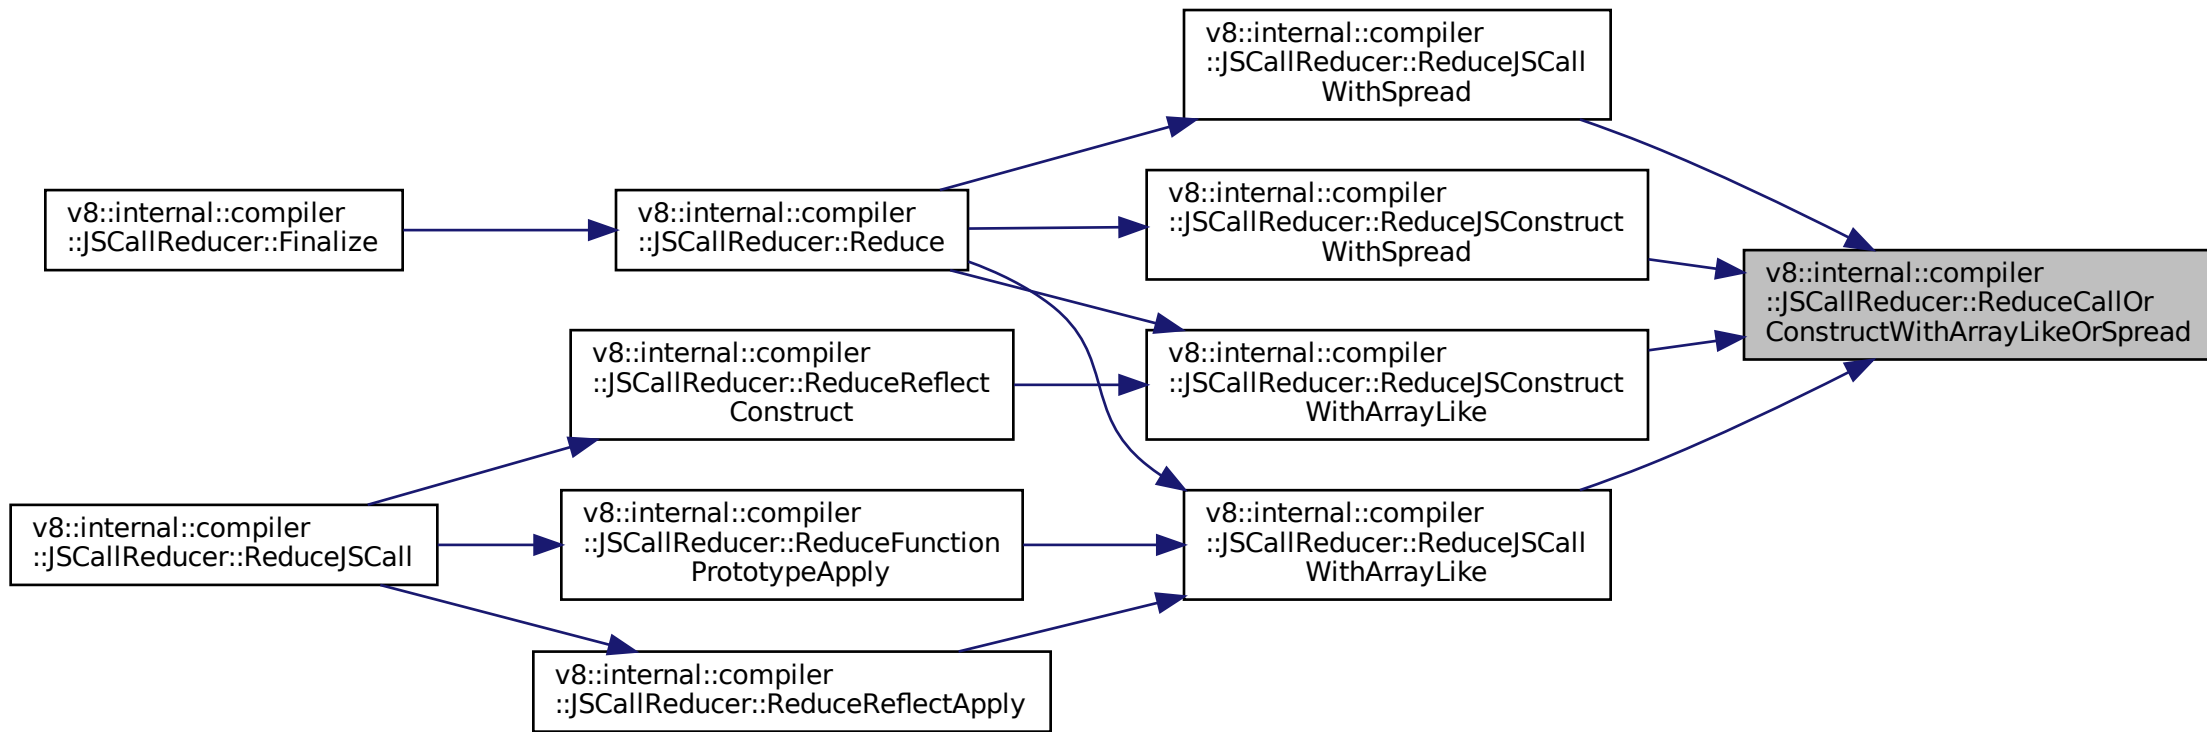 v8::internal::compiler
::JSCallReducer::ReduceJSCall
WithSpread
v8::internal::compiler
::JSCallReducer::Finalize
v8::internal::compiler
::JSCallReducer::Reduce
v8::internal::compiler
::JSCallReducer::ReduceJSConstruct
WithSpread
v8::internal::compiler
::JSCallReducer::ReduceCallOr
ConstructWithArrayLikeOrSpread
v8::internal::compiler
::JSCallReducer::ReduceReflect
Construct
v8::internal::compiler
::JSCallReducer::ReduceJSConstruct
WithArrayLike
v8::internal::compiler
::JSCallReducer::ReduceJSCall
v8::internal::compiler
::JSCallReducer::ReduceFunction
PrototypeApply
v8::internal::compiler
::JSCallReducer::ReduceJSCall
WithArrayLike
v8::internal::compiler
::JSCallReducer::ReduceReflectApply